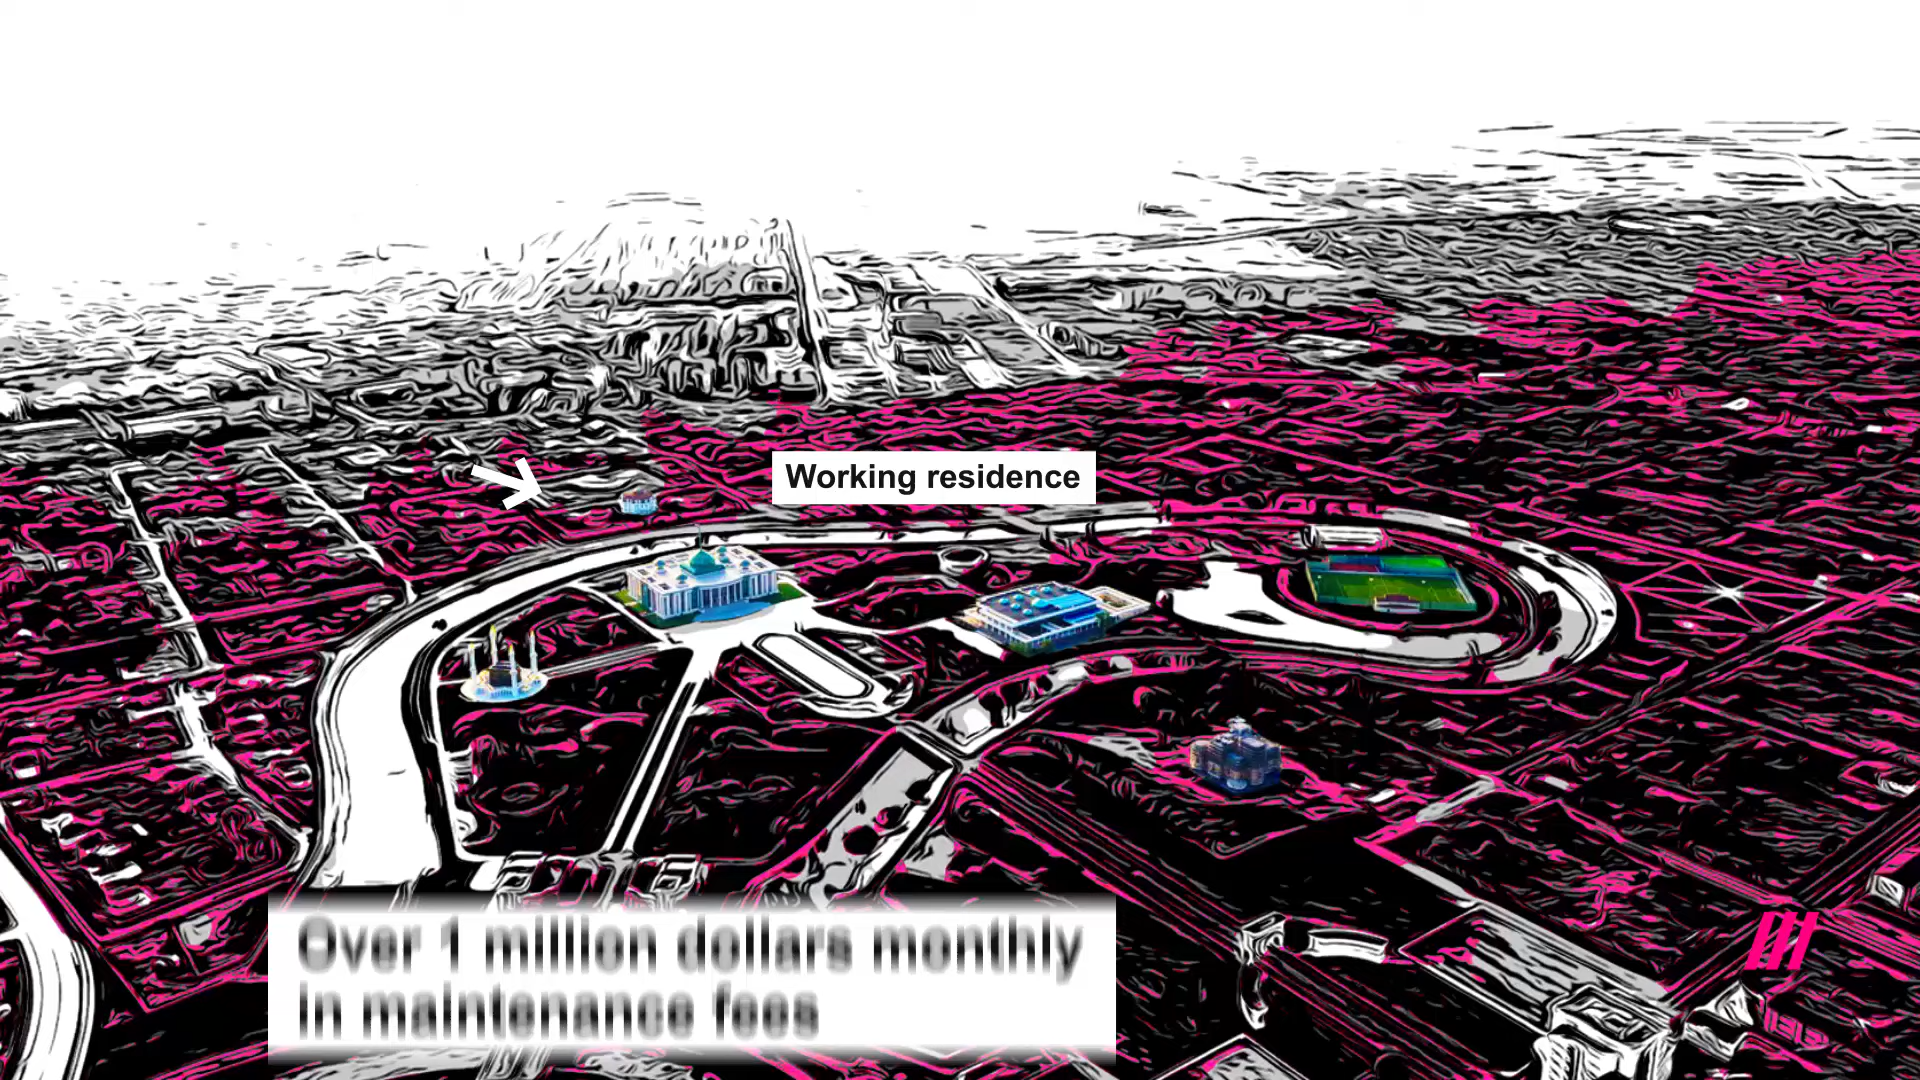 Working residence
Over 1 million dollars monthly
in maintenance fees